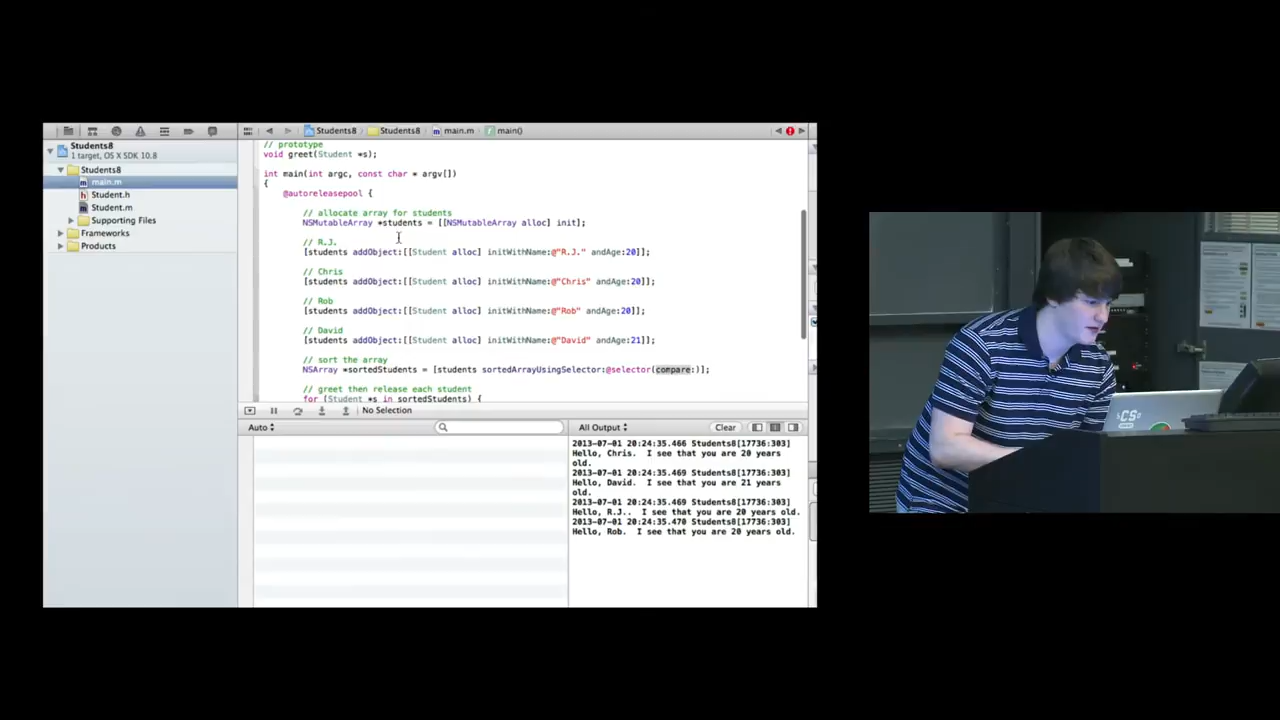 Students8
Students8
main.m
main()
Students8
1 target, OS X SDK 10.8
Students8
main.m
Student.h
Student.m
Supporting Files
Frameworks
Products
// prototype
void greet(Student *s);
int main(int argc, const char * argv[])
{
@autoreleasepool {
// allocate array for students
NSMutableArray *students = [[NSMutableArray alloc] init];
// R.J.
[students addObject:[[Student alloc] initWithName:@"R.J." andAge:20]];
// Chris
[students addObject:[[Student alloc] initWithName:@"Chris" andAge:20]];
// Rob
[students addObject:[[Student alloc] initWithName:@"Rob" andAge:20]];
// David
[students addObject:[[Student alloc] initWithName:@"David" andAge:21]];
// sort the array
NSArray *sortedStudents = [students sortedArrayUsingSelector:@selector(compare:)];
// greet then release each student
for (Student *s in sortedStudents) {
No Selection
Auto
All Output
Clear
2013-07-01 20:24:35.466 Students8[17736:303]
Hello, Chris.  I see that you are 20 years
old.
2013-07-01 20:24:35.469 Students8[17736:303]
Hello, David.  I see that you are 21 years
old.
2013-07-01 20:24:35.469 Students8[17736:303]
Hello, R.J..  I see that you are 20 years old.
2013-07-01 20:24:35.470 Students8[17736:303]
Hello, Rob.  I see that you are 20 years old.
CS